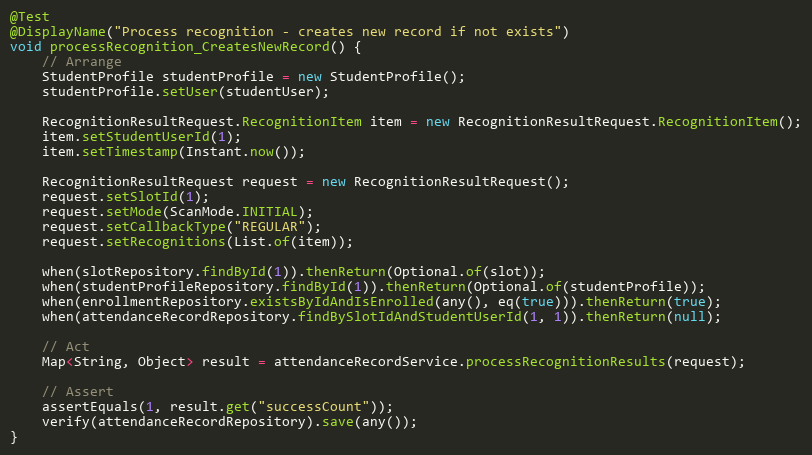 @Test
@DisplayName("Process recognition - creates new record if not exists")
void processRecognition_CreatesNewRecord() {
    // Arrange
    StudentProfile studentProfile = new StudentProfile();
    studentProfile.setUser(studentUser);

    RecognitionResultRequest.RecognitionItem item = new RecognitionResultRequest.RecognitionItem();
    item.setStudentUserId(1);
    item.setTimestamp(Instant.now());

    RecognitionResultRequest request = new RecognitionResultRequest();
    request.setSlotId(1);
    request.setMode(ScanMode.INITIAL);
    request.setCallbackType("REGULAR");
    request.setRecognitions(List.of(item));

    when(slotRepository.findById(1)).thenReturn(Optional.of(slot));
    when(studentProfileRepository.findById(1)).thenReturn(Optional.of(studentProfile));
    when(enrollmentRepository.existsByIdAndIsEnrolled(any(), eq(true))).thenReturn(true);
    when(attendanceRecordRepository.findBySlotIdAndStudentUserId(1, 1)).thenReturn(null);

    // Act
    Map<String, Object> result = attendanceRecordService.processRecognitionResults(request);

    // Assert
    assertEquals(1, result.get("successCount"));
    verify(attendanceRecordRepository).save(any());
}